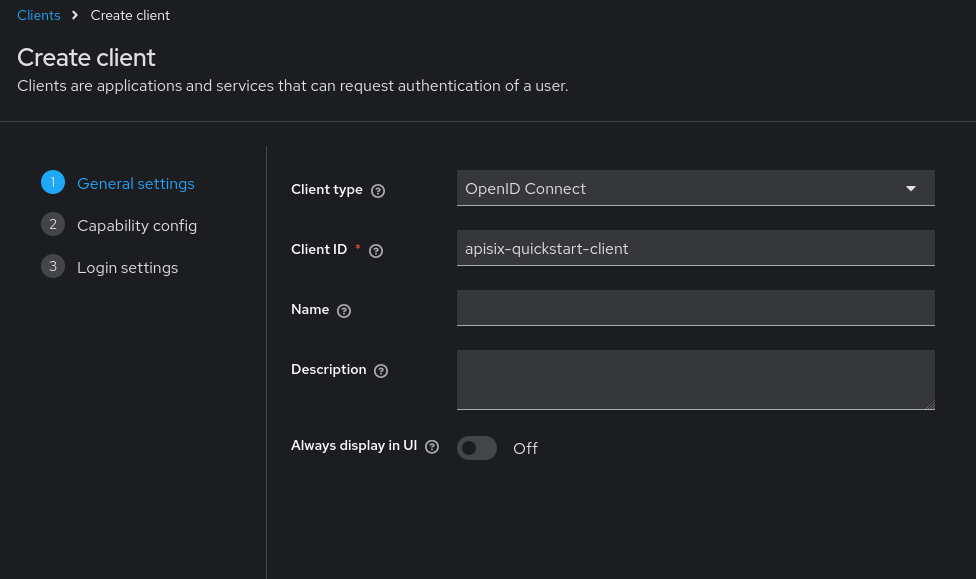 Clients > Create client
Create client
Clients are applications and services that can request authentication of a user.
1 General settings
2 Capability config
3 Login settings
Client type ? OpenID Connect
Client ID * ? apisix-quickstart-client
Name ?
Description ?
Always display in UI ? Off